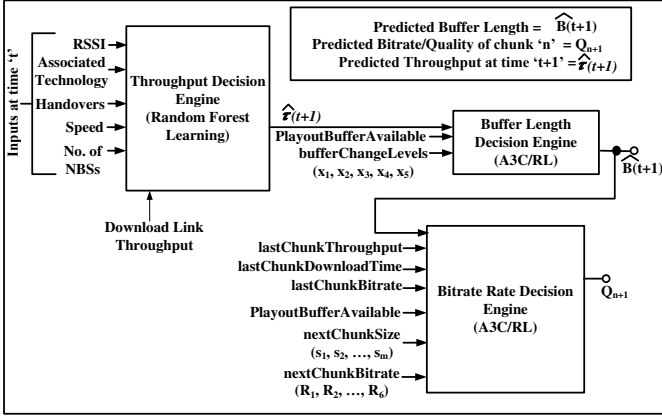 Predicted Buffer Length = B̂(t+1)
Predicted Bitrate/Quality of chunk ‘n’ = Qₙ₊₁
Predicted Throughput at time ‘t+1’ = τ̂(t+1)
Inputs at time ‘t’
RSSI
Associated
Technology
Handovers
Speed
No. of
NBSs
Throughput Decision
Engine
(Random Forest
Learning)
Download Link
Throughput
τ̂(t+1)
PlayoutBufferAvailable
bufferChangeLevels
(x₁, x₂, x₃, x₄, x₅)
Buffer Length
Decision Engine
(A3C/RL)
B̂(t+1)
lastChunkThroughput
lastChunkDownloadTime
lastChunkBitrate
PlayoutBufferAvailable
nextChunkSize
(s₁, s₂, …, sₘ)
nextChunkBitrate
(R₁, R₂, …, R₆)
Bitrate Rate Decision
Engine
(A3C/RL)
Qₙ₊₁